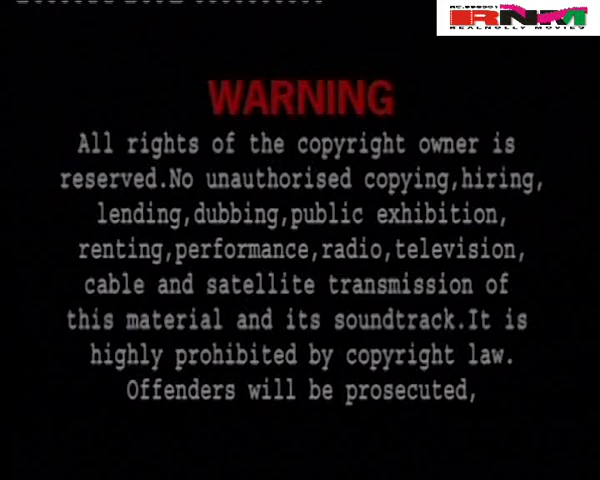 RNM
REALNOLLY MOVIES
WARNING
All rights of the copyright owner is
reserved.No unauthorised copying,hiring,
lending,dubbing,public exhibition,
renting,performance,radio,television,
cable and satellite transmission of
this material and its soundtrack.It is
highly prohibited by copyright law.
Offenders will be prosecuted,